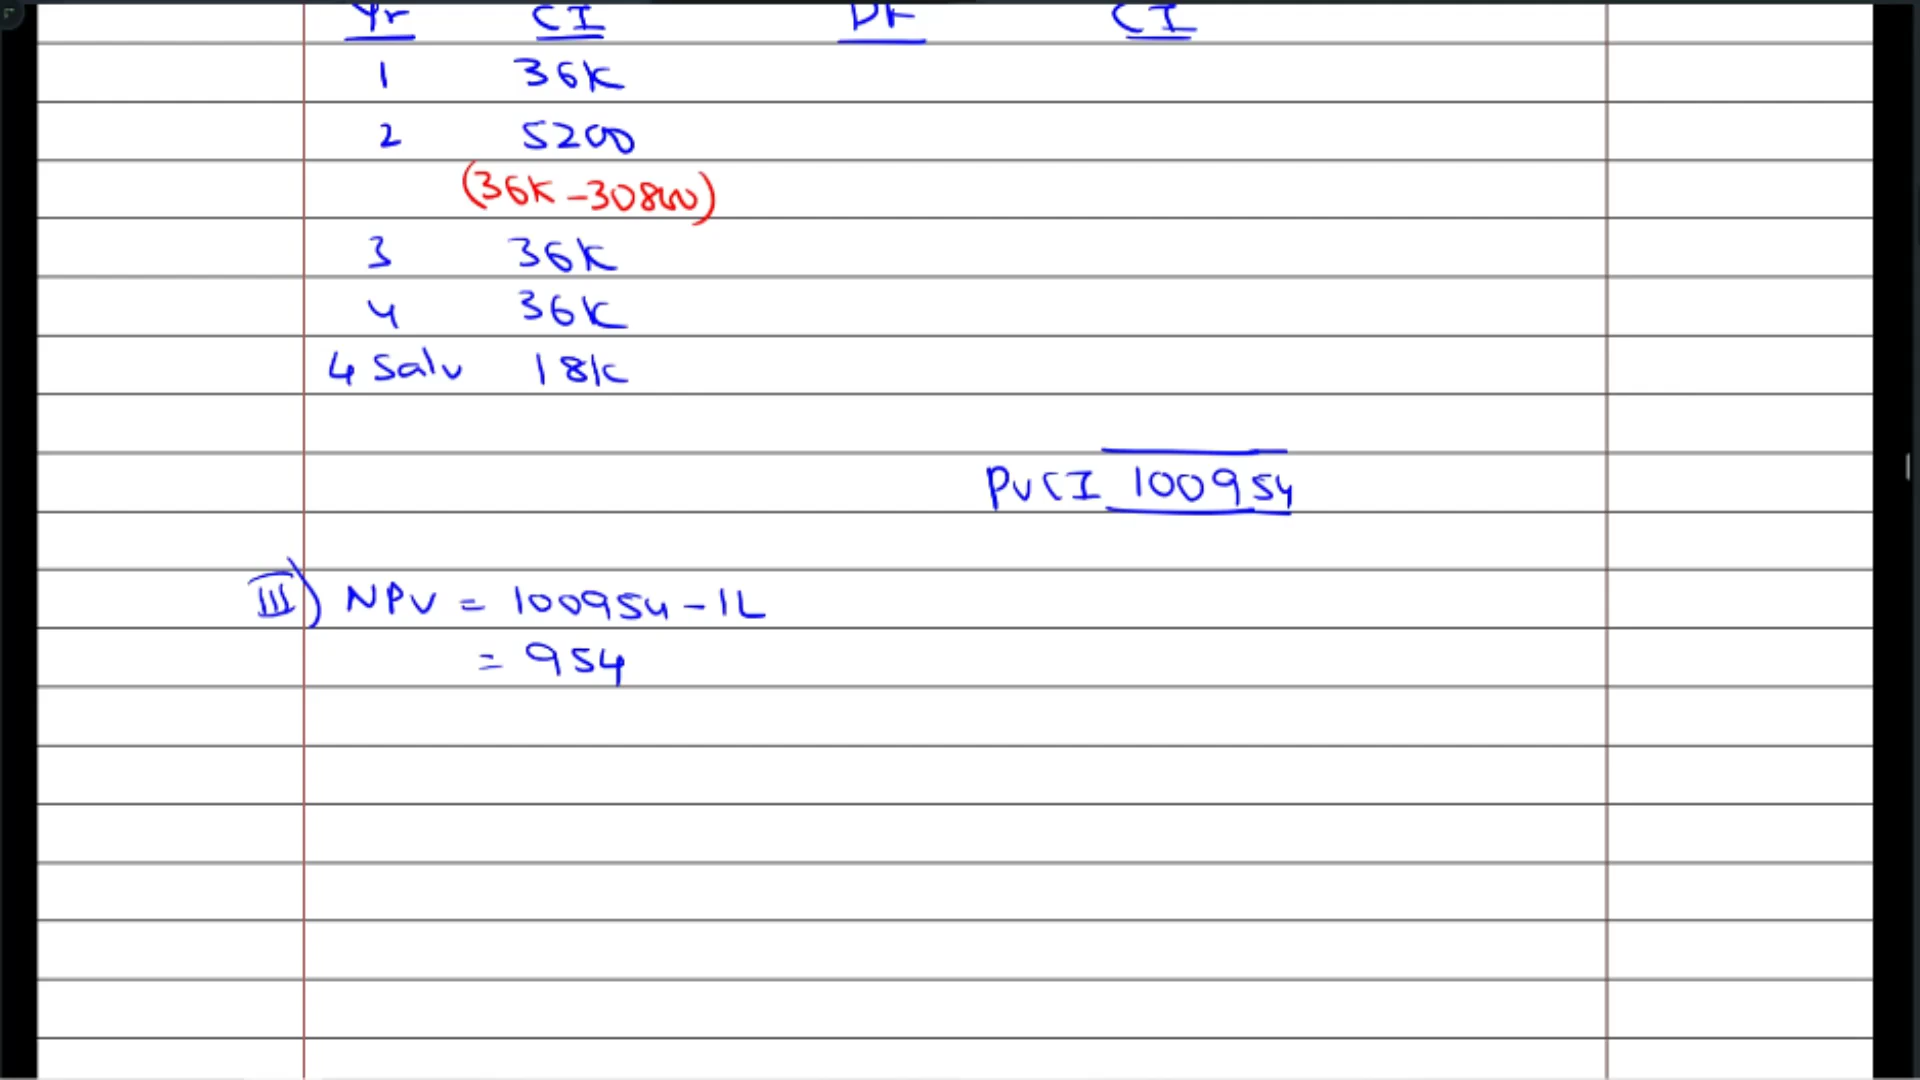 Yr CI DF CI
1 36K
2 5200
(36K - 30800)
3 36K
4 36K
4 Salv 18K
PVCI 100954
III) NPV = 100954 - 1L
= 954